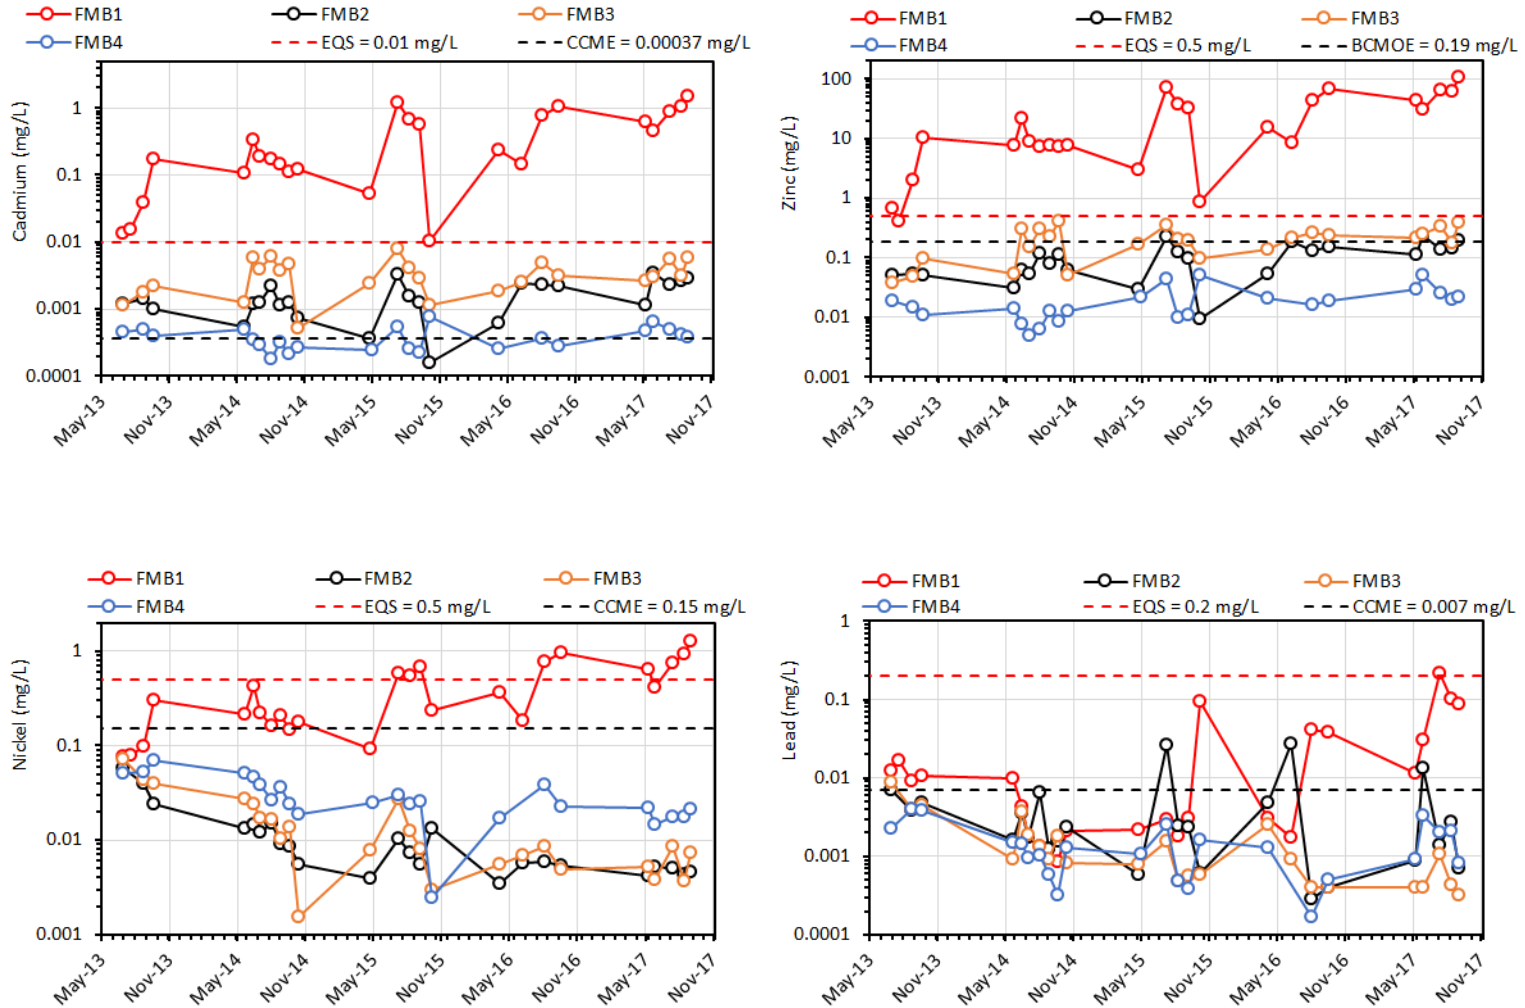 FMB1 FMB2 FMB3
FMB4 EQS = 0.01 mg/L CCME = 0.00037 mg/L
Cadmium (mg/L)
1
0.1
0.01
0.001
0.0001
May-13 Nov-13 May-14 Nov-14 May-15 Nov-15 May-16 Nov-16 May-17 Nov-17
FMB1 FMB2 FMB3
FMB4 EQS = 0.5 mg/L BCMOE = 0.19 mg/L
Zinc (mg/L)
100
10
1
0.1
0.01
0.001
May-13 Nov-13 May-14 Nov-14 May-15 Nov-15 May-16 Nov-16 May-17 Nov-17
FMB1 FMB2 FMB3
FMB4 EQS = 0.5 mg/L CCME = 0.15 mg/L
Nickel (mg/L)
1
0.1
0.01
0.001
May-13 Nov-13 May-14 Nov-14 May-15 Nov-15 May-16 Nov-16 May-17 Nov-17
FMB1 FMB2 FMB3
FMB4 EQS = 0.2 mg/L CCME = 0.007 mg/L
Lead (mg/L)
1
0.1
0.01
0.001
0.0001
May-13 Nov-13 May-14 Nov-14 May-15 Nov-15 May-16 Nov-16 May-17 Nov-17